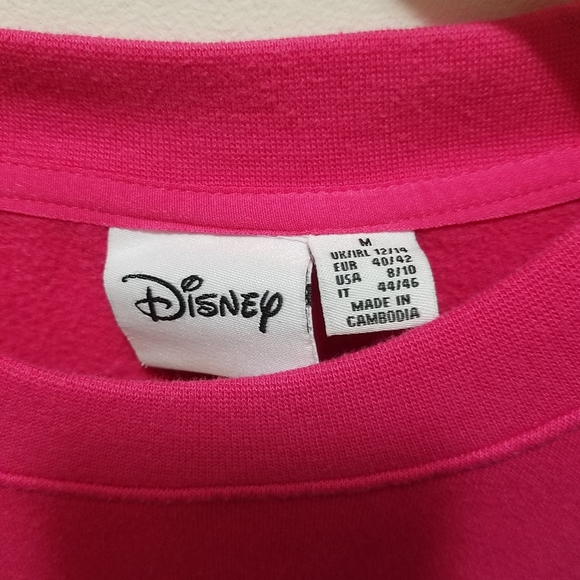 Disney
M
UK/IRL 12/14
EUR 40/42
USA 8/10
IT 44/46
MADE IN
CAMBODIA